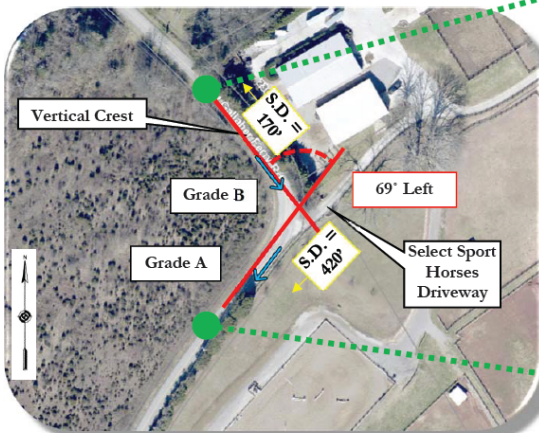 S.D. =
170'
Vertical Crest
Grade B
69° Left
S.D. =
420'
Grade A
Select Sport
Horses
Driveway
N